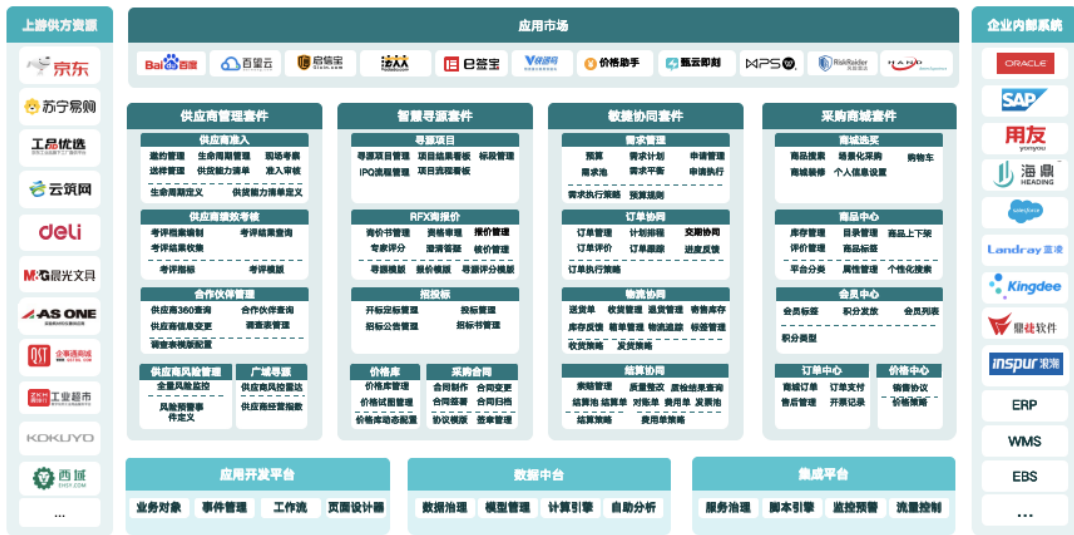 上游供方资源
京东
苏宁易购
工品优选
云筑网
deli
M&G晨光文具
AS ONE
QST 企事通商城
ZKH 工业超市
KOKUYO
西域
EHSY.COM
...
应用市场
Bai百度 百望云 启信宝 法大大 e签宝 V快递鸟 价格助手 甄云即刻 WPS RiskRaider HAND
供应商管理套件
供应商准入
邀约管理 生命周期管理 现场考察
送样管理 供货能力清单 准入审核
生命周期定义 供货能力清单定义
供应商绩效考核
考评档案编制 考评结果查询
考评结果收集
考评指标 考评模版
合作伙伴管理
供应商360查询 合作伙伴查询
供应商信息变更 调查表管理
调查表模版配置
供应商风险管理
全量风险监控
风险预警事
件定义
广域寻源
供应商风控雷达
供应商经营指数
智慧寻源套件
寻源项目
寻源项目管理 项目结果看板 标段管理
IPQ流程管理 项目流程看板
RFX询报价
询价书管理 资格审理 报价管理
专家评分 澄清答疑 核价管理
寻源模版 报价模版 寻源评分模版
招投标
开标定标管理 投标管理
招标公告管理 招标书管理
价格库
价格库管理
价格试图管理
价格库动态配置
采购合同
合同制作 合同变更
合同签署 合同归档
协议模版 签章管理
敏捷协同套件
需求管理
预算 需求计划 申请管理
需求池 需求平衡 申请执行
需求执行策略 预算规则
订单协同
订单管理 计划排程 交期协同
订单评价 订单跟踪 进度反馈
订单执行策略
物流协同
送货单 收货管理 退货管理 寄售库存
库存反馈 箱单管理 物流追踪 标签管理
收货策略 发货策略
结算协同
索赔管理 质量整改 质检结果查询
结算池 结算单 对账单 费用单 发票池
结算策略 费用单策略
采购商城套件
商城选买
商品搜索 场景化采购 购物车
商城装修 个人信息设置
商品中心
库存管理 目录管理 商品上下架
评价管理 商品标签
平台分类 属性管理 个性化搜索
会员中心
会员标签 积分发放 会员列表
积分类型
订单中心
商城订单 订单支付
售后管理 开票记录
价格中心
销售协议
价格策略
应用开发平台
业务对象 事件管理 工作流 页面设计器
数据中台
数据治理 模型管理 计算引擎 自助分析
集成平台
服务治理 脚本引擎 监控预警 流量控制
企业内部系统
ORACLE
SAP
用友
yonyou
海鼎
HEADING
salesforce
Landray蓝凌
Kingdee
鼎捷软件
inspur浪潮
ERP
WMS
EBS
...